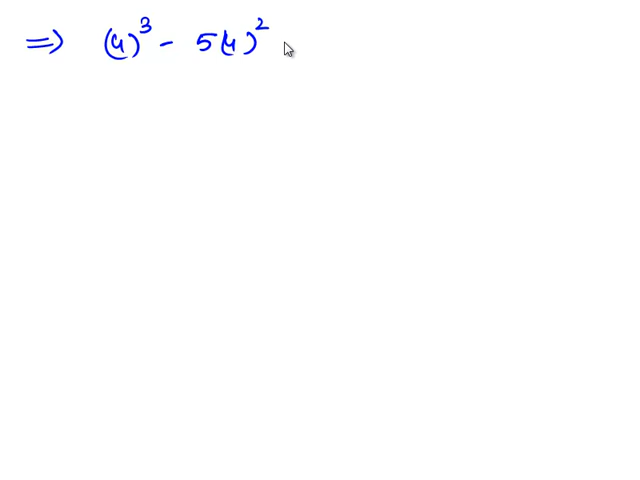 ⇒ (4)³ - 5(4)²